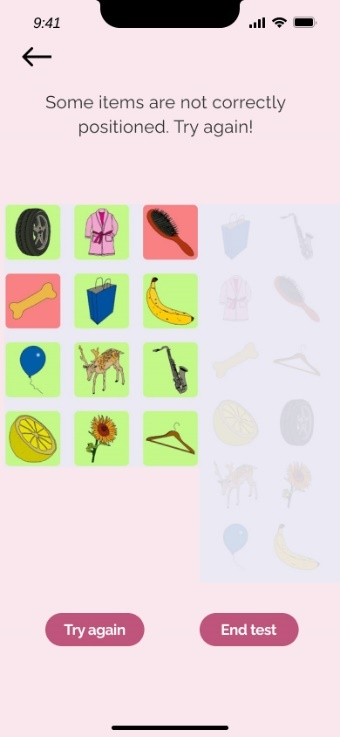 9:41
Some items are not correctly
positioned. Try again!
Try again
End test